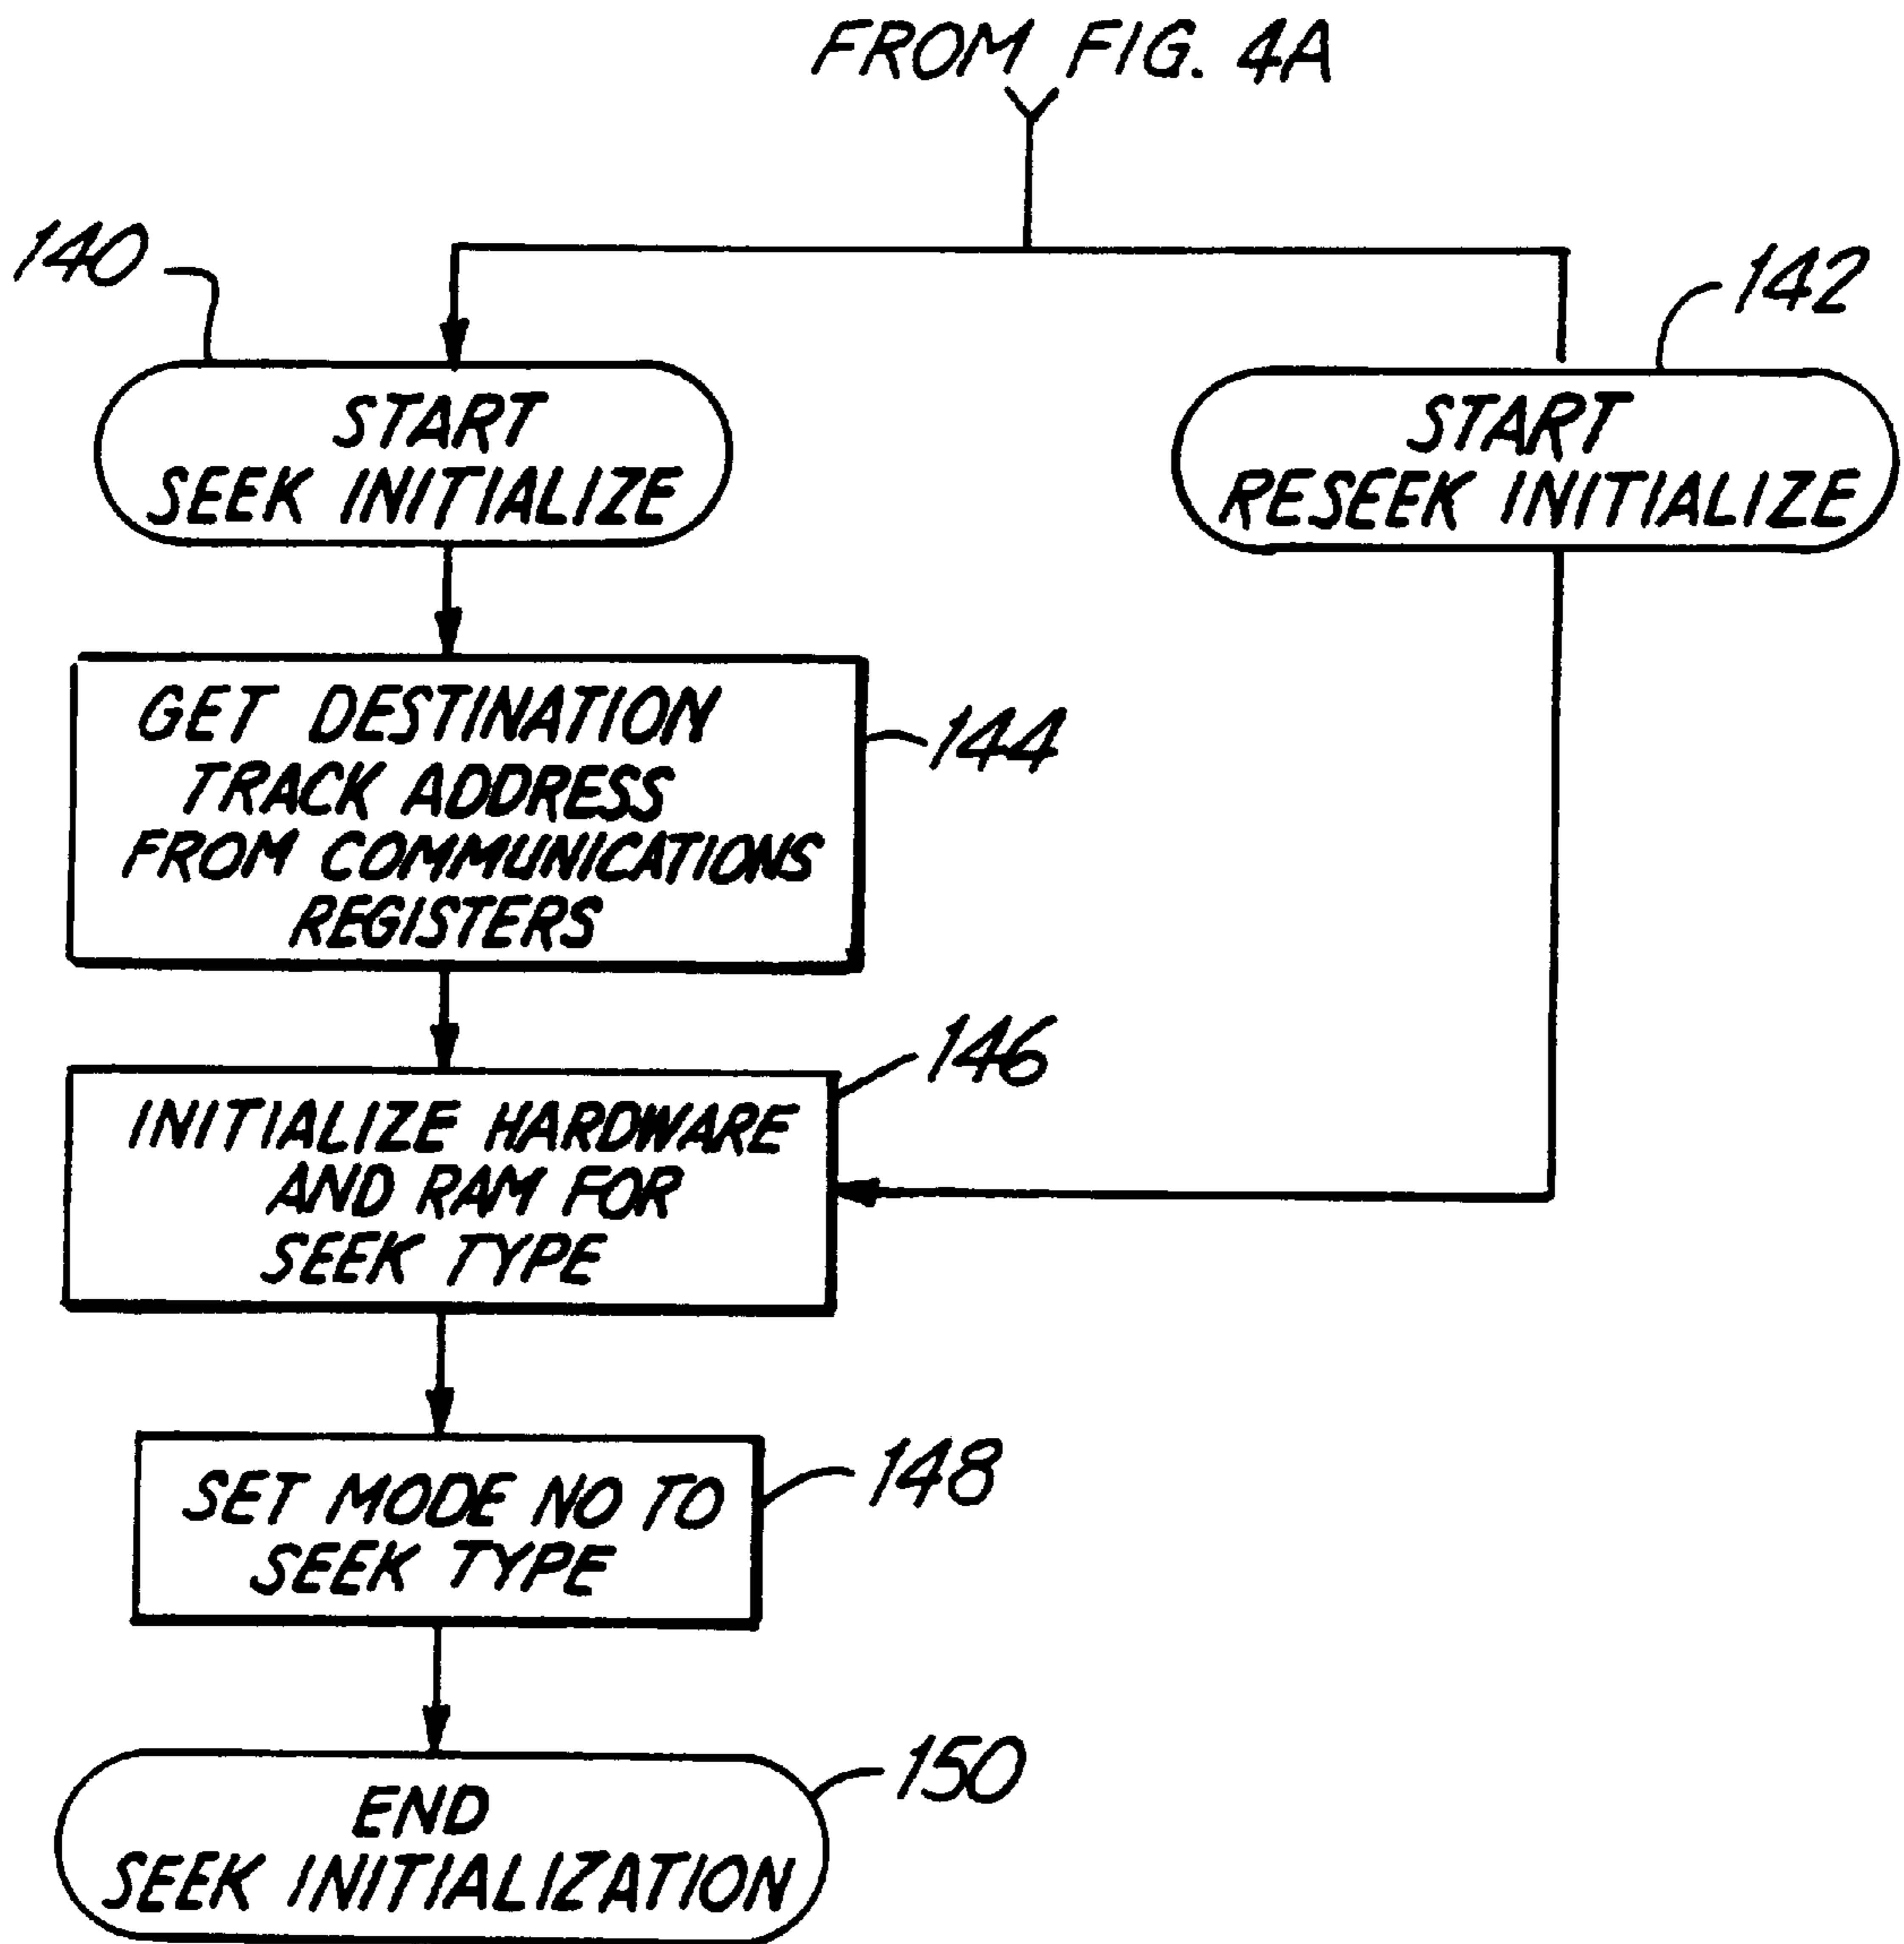 FROM FIG. 4A
140
142
START
SEEK INITIALIZE
START
RESEEK INITIALIZE
GET DESTINATION
TRACK ADDRESS
FROM COMMUNICATIONS
REGISTERS
144
146
INITIALIZE HARDWARE
AND RAM FOR
SEEK TYPE
148
SET MODE NO TO
SEEK TYPE
150
END
SEEK INITIALIZATION